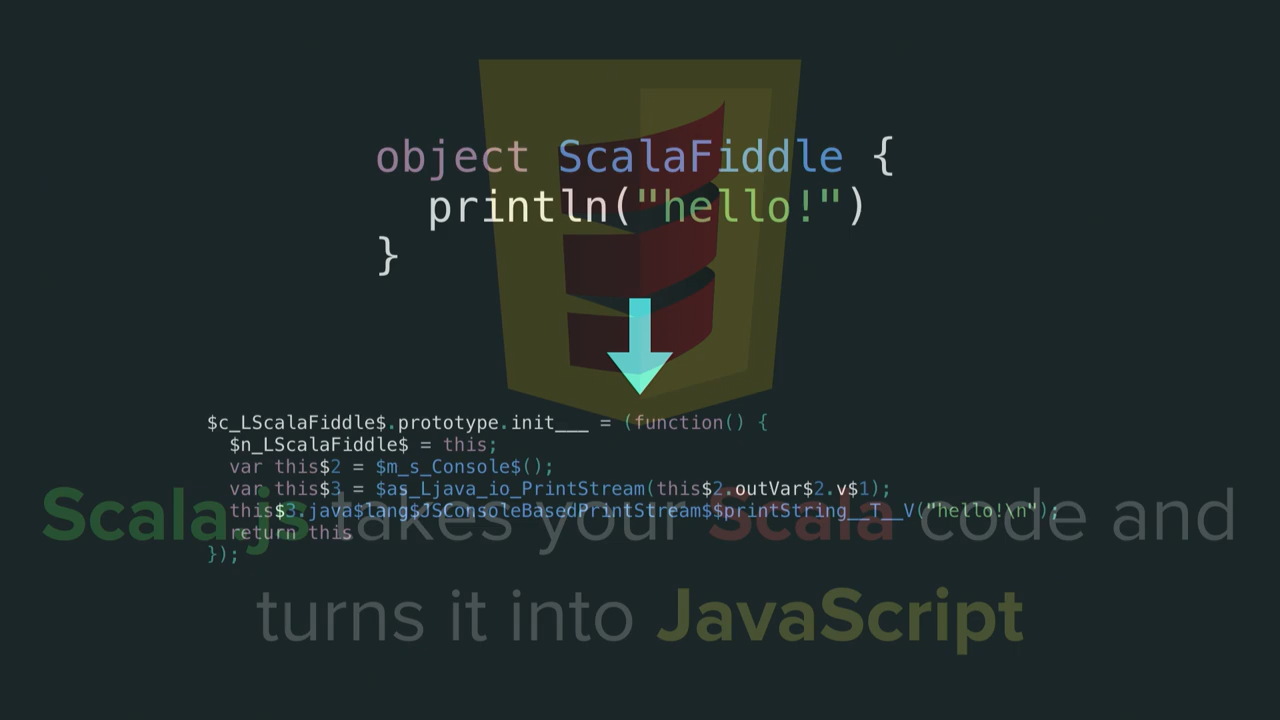 object ScalaFiddle {
  println("hello!")
}
$c_LScalaFiddle$.prototype.init___ = (function() {
  $n_LScalaFiddle$ = this;
  var this$2 = $m_s_Console$();
  var this$3 = $as_Ljava_io_PrintStream(this$2.outVar$2.v$1);
  this$3.java$lang$JSConsoleBasedPrintStream$$printString__T__V("hello!\n");
  return this
});
Scala.js takes your Scala code and
turns it into JavaScript